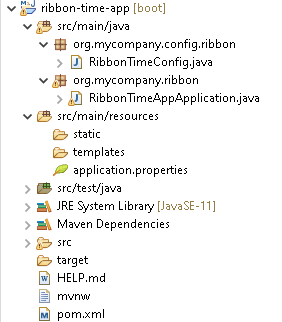 ribbon-time-app [boot]
src/main/java
org.mycompany.config.ribbon
RibbonTimeConfig.java
org.mycompany.ribbon
RibbonTimeAppApplication.java
src/main/resources
static
templates
application.properties
src/test/java
JRE System Library [JavaSE-11]
Maven Dependencies
src
target
HELP.md
mvnw
pom.xml